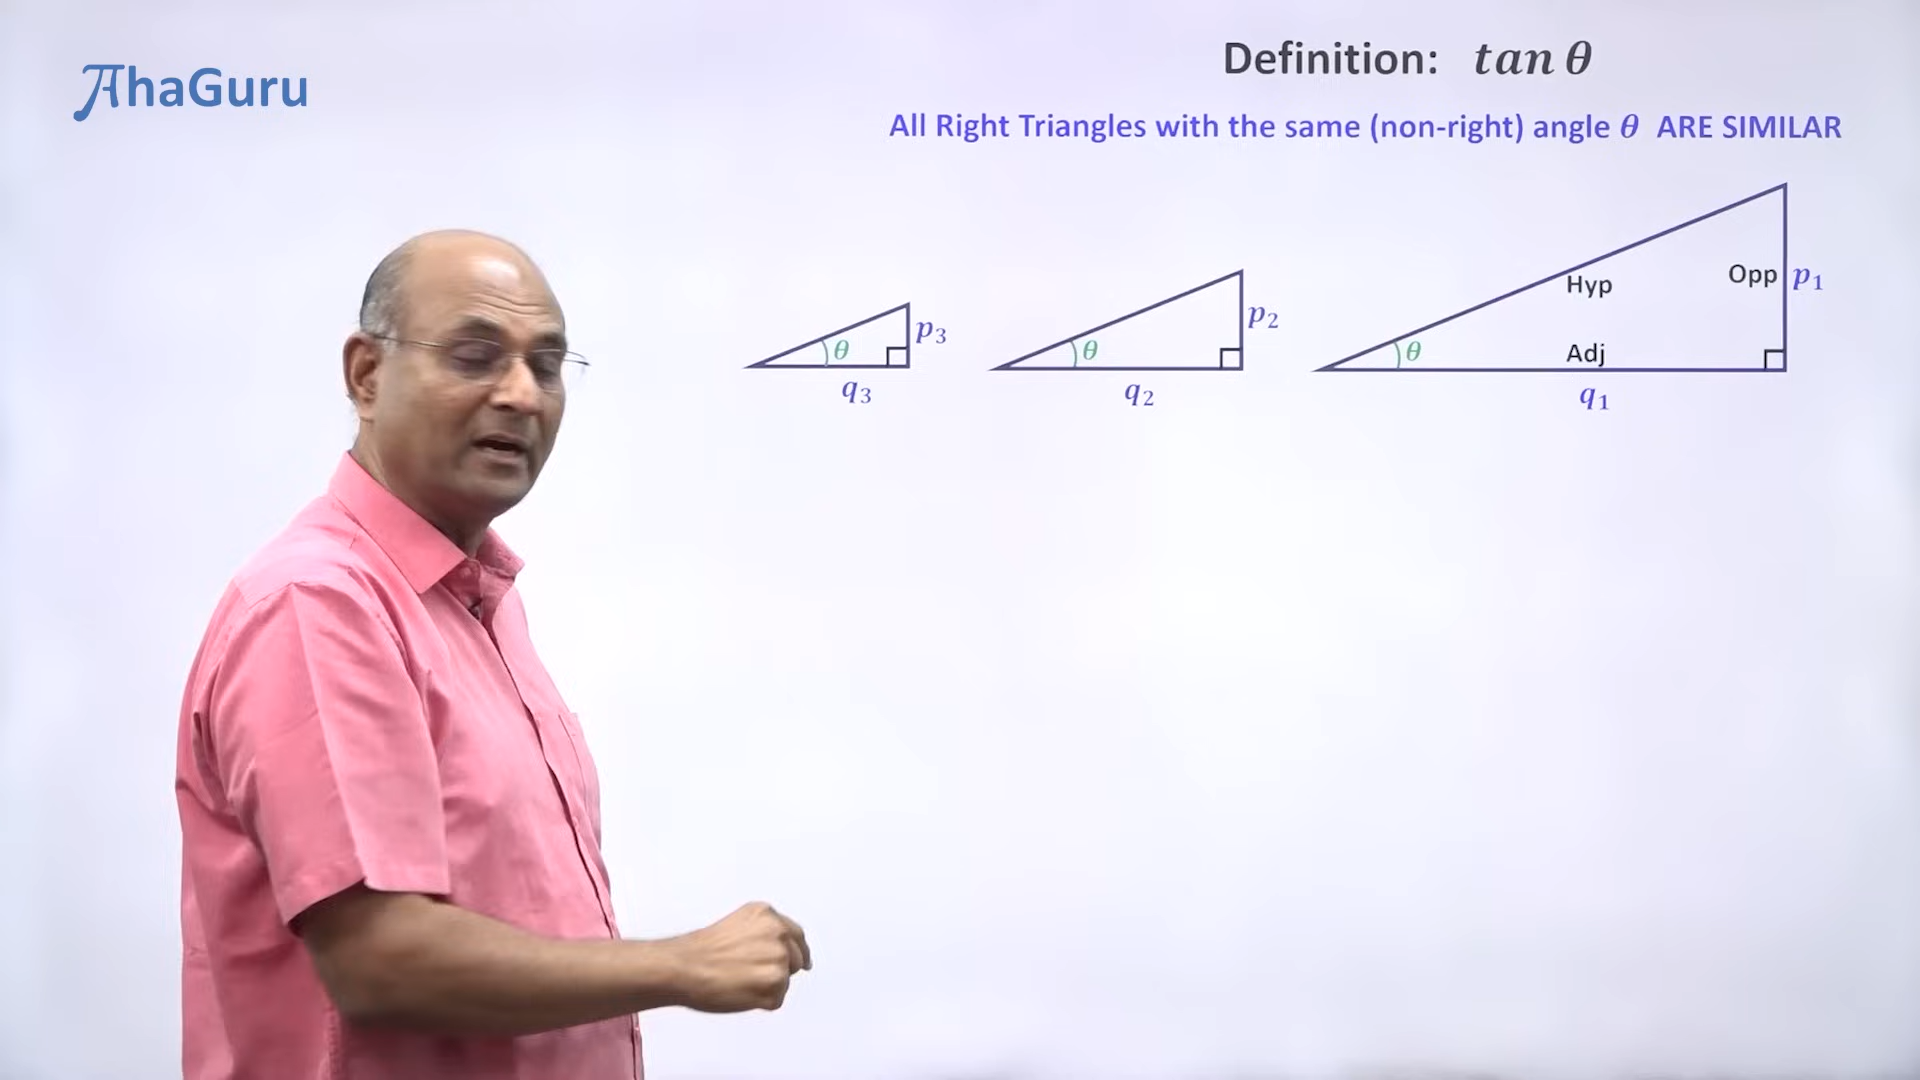 AhaGuru
Definition: tan θ
All Right Triangles with the same (non-right) angle θ ARE SIMILAR
θ
p3
q3
θ
p2
q2
Hyp
Opp
p1
θ
Adj
q1